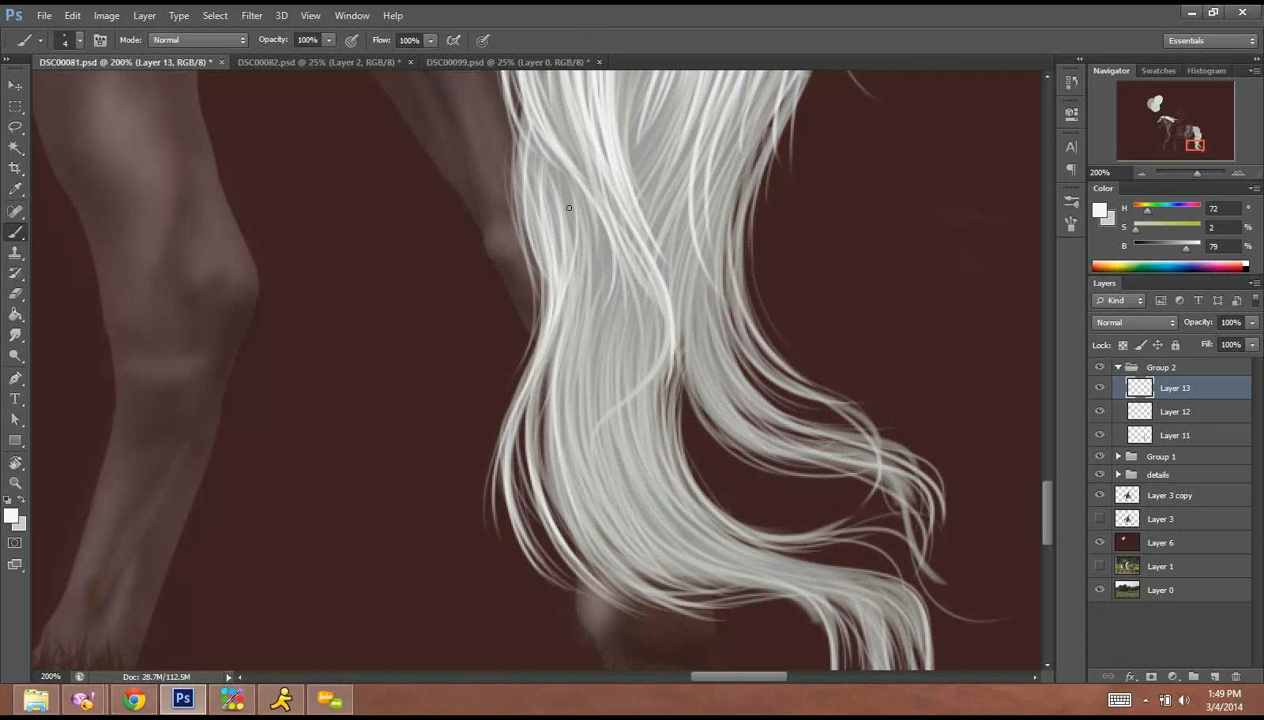 Ps File Edit Image Layer Type Select Filter 3D View Window Help
4 Mode: Normal Opacity: 100% Flow: 100% Essentials
DSC00081.psd @ 200% (Layer 13, RGB/8) * × DSC00082.psd @ 25% (Layer 2, RGB/8) * × DSC00099.psd @ 25% (Layer 0, RGB/8) * ×
Navigator Swatches Histogram
200%
Color
H 72 °
S 2 %
B 79 %
Layers
Kind
Normal Opacity: 100%
Lock: Fill: 100%
Group 2
Layer 13
Layer 12
Layer 11
Group 1
details
Layer 3 copy
Layer 3
Layer 6
Layer 1
Layer 0
200% Doc: 28.7M/112.5M
fx
Ps
1:49 PM
3/4/2014